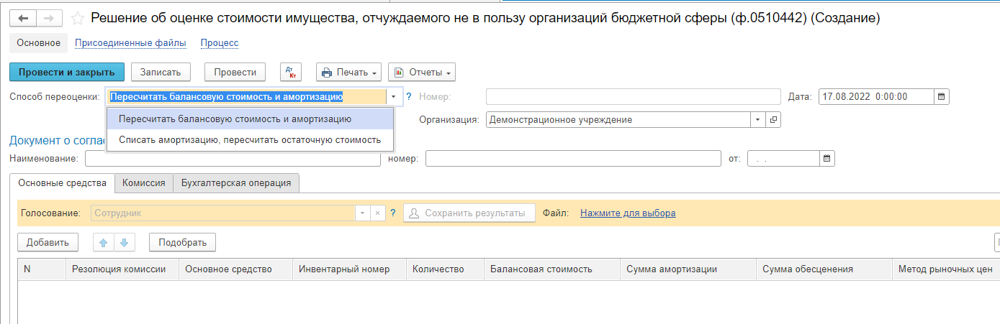 Решение об оценке стоимости имущества, отчуждаемого не в пользу организаций бюджетной сферы (ф.0510442) (Создание)
Основное Присоединенные файлы Процесс
Провести и закрыть Записать Провести Дт Кт Печать Отчеты
Способ переоценки: Пересчитать балансовую стоимость и амортизацию ? Номер: Дата: 17.08.2022 0:00:00
Пересчитать балансовую стоимость и амортизацию
Организация: Демонстрационное учреждение
Списать амортизацию, пересчитать остаточную стоимость
Документ о соглас
Наименование: номер: от: . .
Основные средства Комиссия Бухгалтерская операция
Голосование: Сотрудник × ? Сохранить результаты Файл: Нажмите для выбора
Добавить Подобрать
N Резолюция комиссии Основное средство Инвентарный номер Количество Балансовая стоимость Сумма амортизации Сумма обесценения Метод рыночных цен